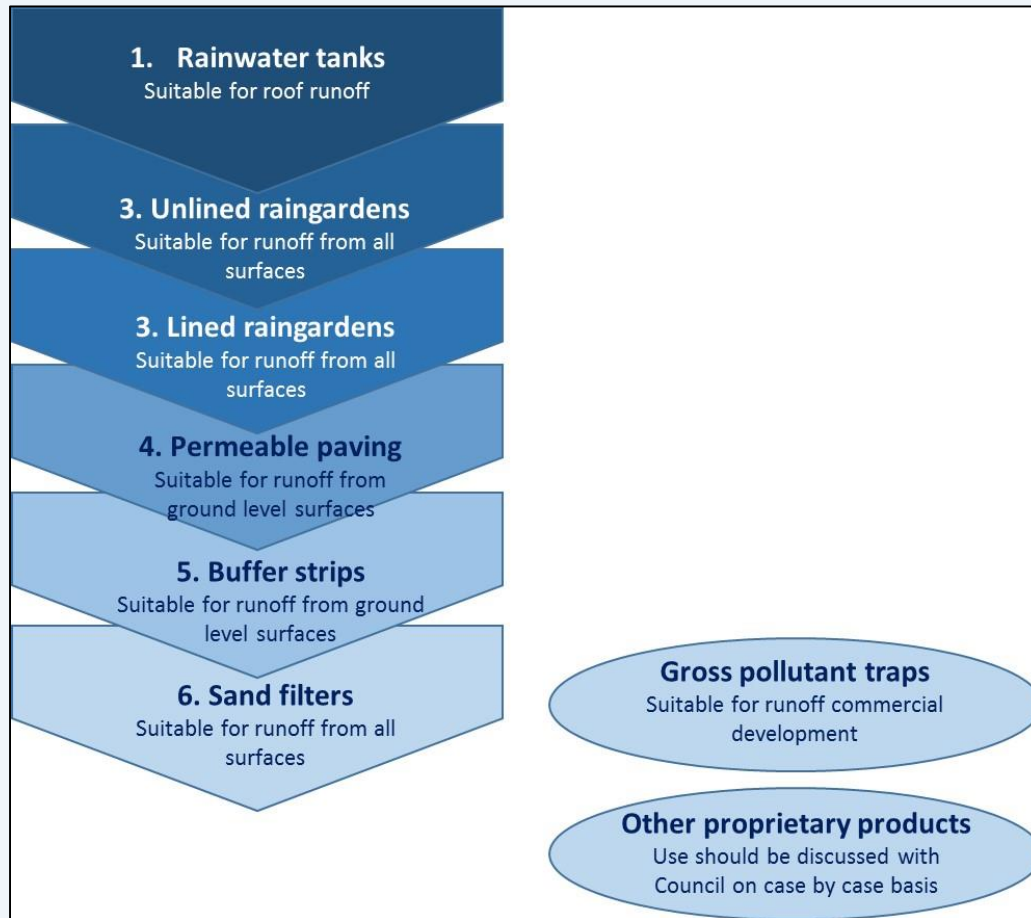 1. Rainwater tanks
Suitable for roof runoff
3. Unlined raingardens
Suitable for runoff from all
surfaces
3. Lined raingardens
Suitable for runoff from all
surfaces
4. Permeable paving
Suitable for runoff from
ground level surfaces
5. Buffer strips
Suitable for runoff from ground
level surfaces
6. Sand filters
Suitable for runoff from all
surfaces
Gross pollutant traps
Suitable for runoff commercial
development
Other proprietary products
Use should be discussed with
Council on case by case basis